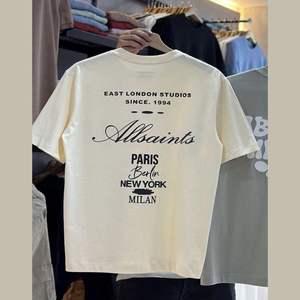 EAST LONDON STUDIOS
SINCE. 1994
Allsaints
PARIS
Berlin
NEW YORK
MILAN